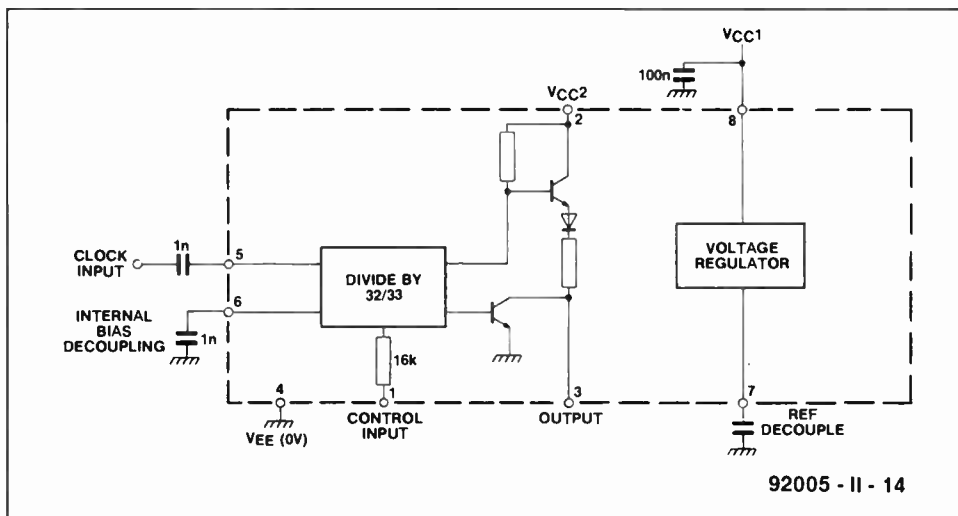 VCC1
100n
VCC2
2
8
CLOCK
INPUT
1n
5
DIVIDE BY
32/33
VOLTAGE
REGULATOR
6
INTERNAL
BIAS
DECOUPLING
1n
16k
4
1
3
7
VEE (0V)
CONTROL
INPUT
OUTPUT
REF
DECOUPLE
92005 - II - 14